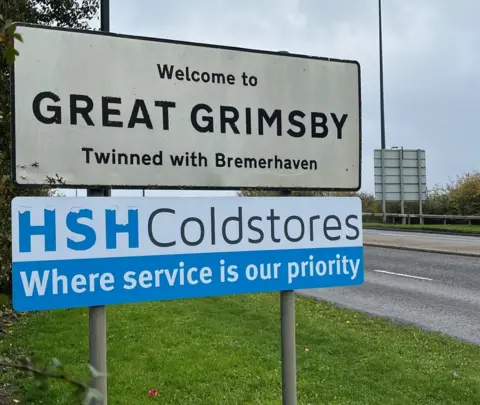 Welcome to
GREAT GRIMSBY
Twinned with Bremerhaven
HSH Coldstores
Where service is our priority